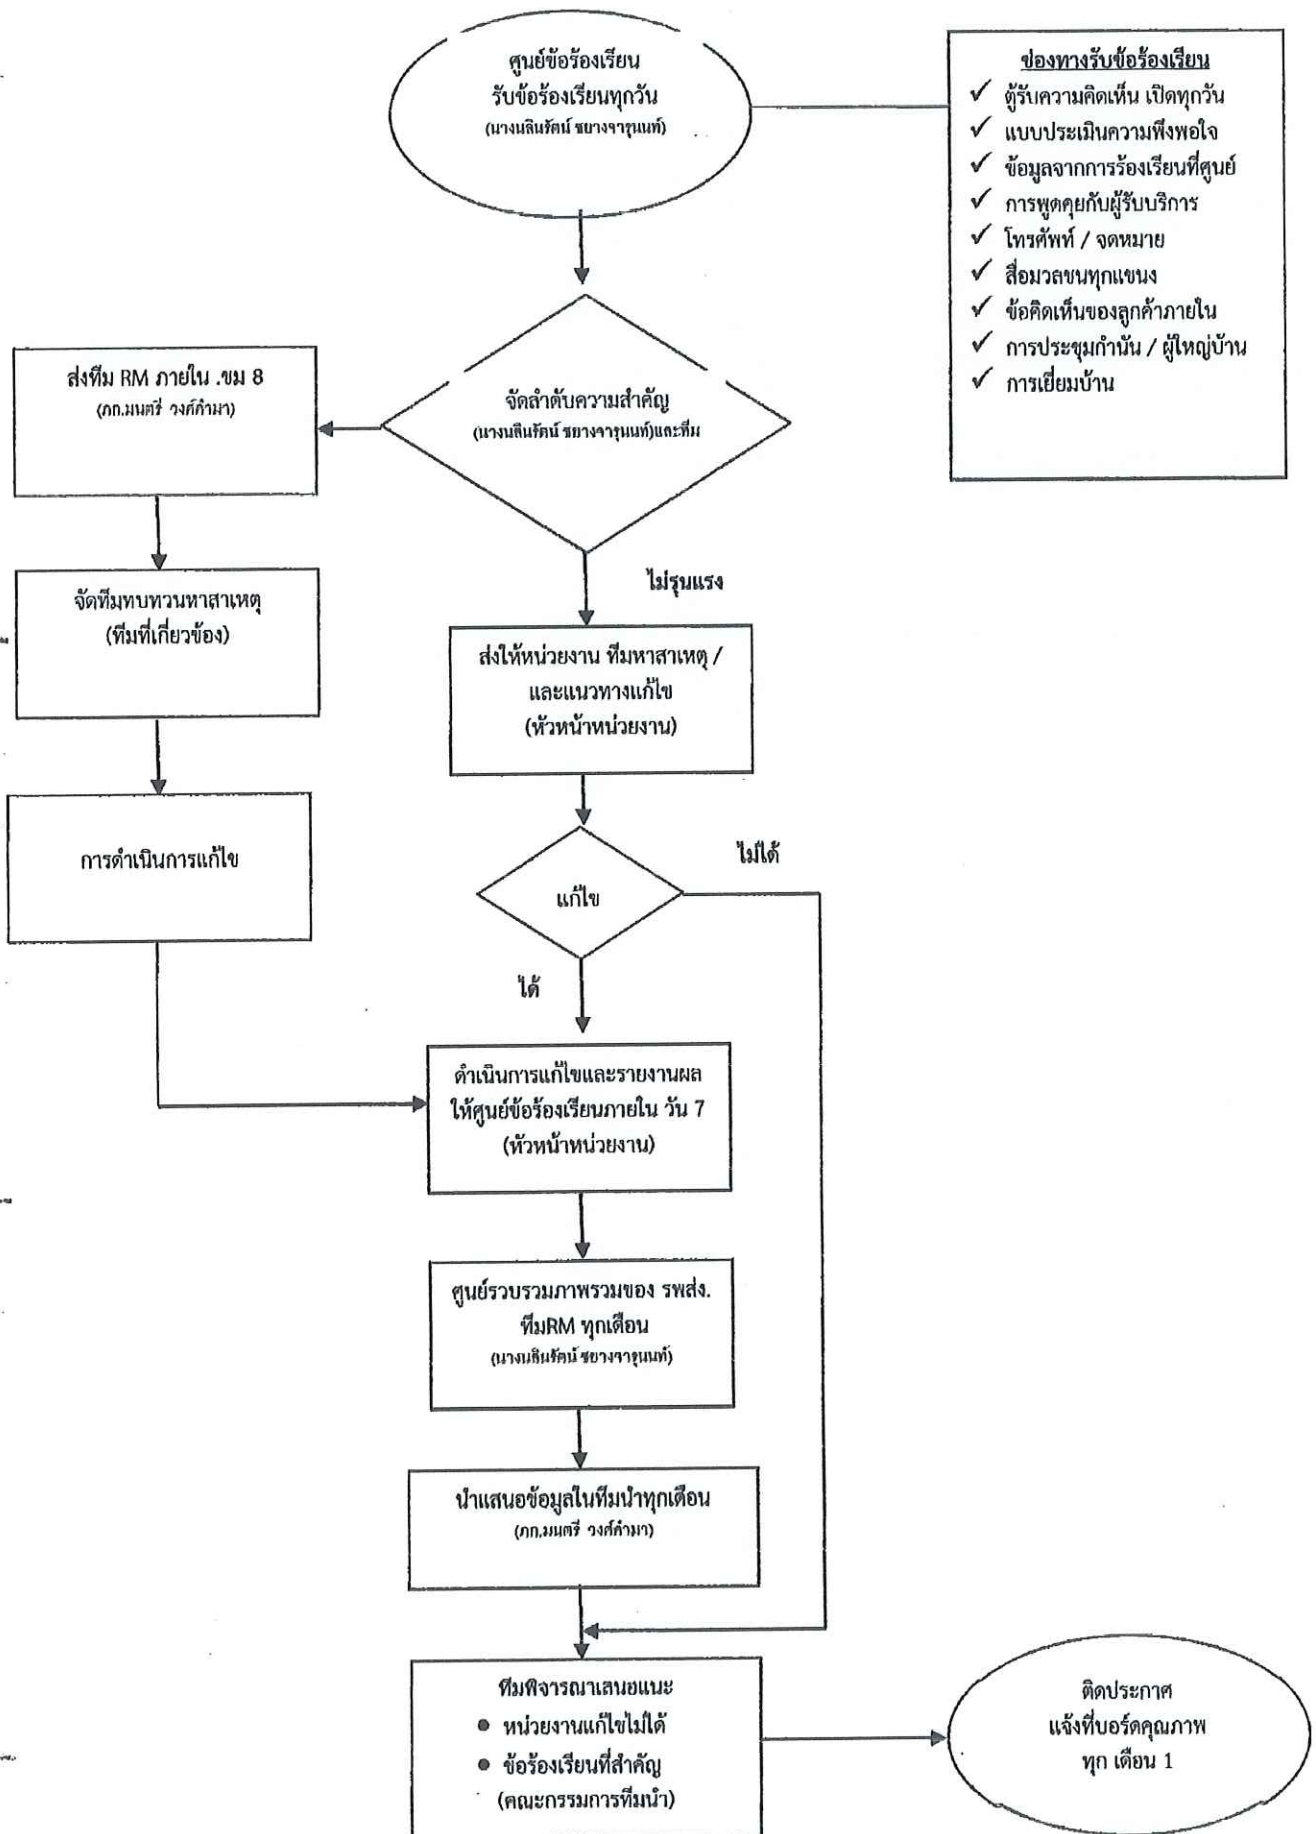 ศูนย์ข้อร้องเรียน
รับข้อร้องเรียนทุกวัน
(นางนลินรัตน์ ชยางจารุนนท์)
ช่องทางรับข้อร้องเรียน
✓ ตู้รับความคิดเห็น เปิดทุกวัน
✓ แบบประเมินความพึงพอใจ
✓ ข้อมูลจากการร้องเรียนที่ศูนย์
✓ การพูดคุยกับผู้รับบริการ
✓ โทรศัพท์ / จดหมาย
✓ สื่อมวลชนทุกแขนง
✓ ข้อคิดเห็นของลูกค้าภายใน
✓ การประชุมกำนัน / ผู้ใหญ่บ้าน
✓ การเยี่ยมบ้าน
ส่งทีม RM ภายใน .ชม 8
(ภก.มนตรี วงศ์คำมา)
จัดลำดับความสำคัญ
(นางนลินรัตน์ ชยางจารุนนท์)และทีม
ไม่รุนแรง
จัดทีมทบทวนหาสาเหตุ
(ทีมที่เกี่ยวข้อง)
ส่งให้หน่วยงาน ทีมหาสาเหตุ /
และแนวทางแก้ไข
(หัวหน้าหน่วยงาน)
การดำเนินการแก้ไข
แก้ไข
ไม่ได้
ได้
ดำเนินการแก้ไขและรายงานผล
ให้ศูนย์ข้อร้องเรียนภายใน วัน 7
(หัวหน้าหน่วยงาน)
ศูนย์รวบรวมภาพรวมของ รพส่ง.
ทีมRM ทุกเดือน
(นางนลินรัตน์ ชยางจารุนนท์)
นำแสนอข้อมูลในทีมนำทุกเดือน
(ภก.มนตรี วงศ์คำมา)
ทีมพิจารณาเสนอแนะ
● หน่วยงานแก้ไขไม่ได้
● ข้อร้องเรียนที่สำคัญ
(คณะกรรมการทีมนำ)
ติดประกาศ
แจ้งที่บอร์ดคุณภาพ
ทุก เดือน 1